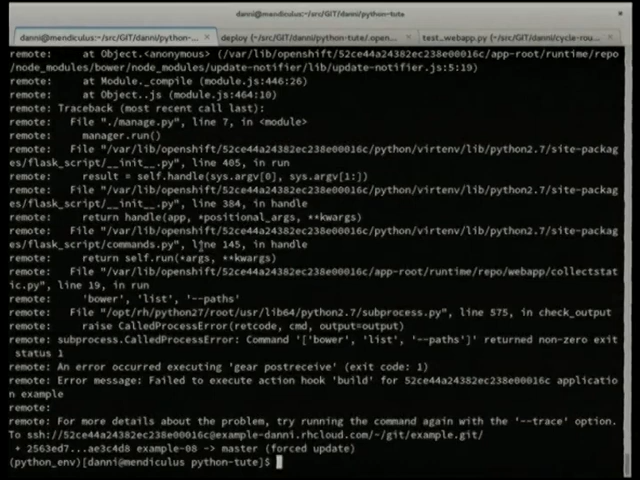 danni@mendiculus:~/src/GIT/danni/python-tute
danni@mendiculus:~/src/GIT/danni/python-... × deploy (~/src/GIT/danni/python-tute/.open... × test_webapp.py (~/src/GIT/danni/cycle-rou... ×
remote:     at Object.<anonymous> (/var/lib/openshift/52ce44a24382ec238e00016c/app-root/runtime/repo
/node_modules/bower/node_modules/update-notifier/lib/update-notifier.js:5:19)
remote:     at Module._compile (module.js:446:26)
remote:     at Object..js (module.js:464:10)
remote: Traceback (most recent call last):
remote:   File "./manage.py", line 7, in <module>
remote:     manager.run()
remote:   File "/var/lib/openshift/52ce44a24382ec238e00016c/python/virtenv/lib/python2.7/site-packag
es/flask_script/__init__.py", line 405, in run
remote:     result = self.handle(sys.argv[0], sys.argv[1:])
remote:   File "/var/lib/openshift/52ce44a24382ec238e00016c/python/virtenv/lib/python2.7/site-packag
es/flask_script/__init__.py", line 384, in handle
remote:     return handle(app, *positional_args, **kwargs)
remote:   File "/var/lib/openshift/52ce44a24382ec238e00016c/python/virtenv/lib/python2.7/site-packag
es/flask_script/commands.py", line 145, in handle
remote:     return self.run(*args, **kwargs)
remote:   File "/var/lib/openshift/52ce44a24382ec238e00016c/app-root/runtime/repo/webapp/collectstat
ic.py", line 19, in run
remote:     'bower', 'list', '--paths'
remote:   File "/opt/rh/python27/root/usr/lib64/python2.7/subprocess.py", line 575, in check_output
remote:     raise CalledProcessError(retcode, cmd, output=output)
remote: subprocess.CalledProcessError: Command '['bower', 'list', '--paths']' returned non-zero exit
 status 1
remote: An error occurred executing 'gear postreceive' (exit code: 1)
remote: Error message: Failed to execute action hook 'build' for 52ce44a24382ec238e00016c applicatio
n example
remote:
remote: For more details about the problem, try running the command again with the '--trace' option.
To ssh://52ce44a24382ec238e00016c@example-danni.rhcloud.com/~/git/example.git/
 + 2563ed7...ae3c4d8 example-08 -> master (forced update)
(python_env)[danni@mendiculus python-tute]$